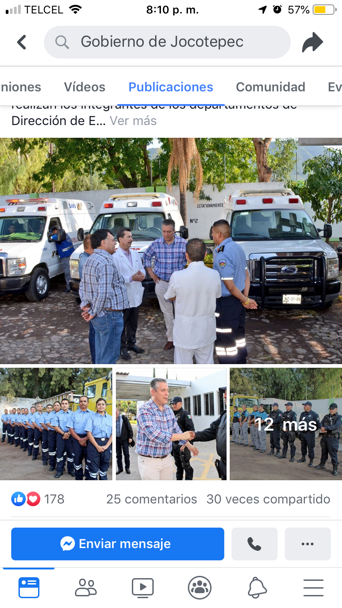 TELCEL 8:10 p. m. 57%
Gobierno de Jocotepec
niones Vídeos Publicaciones Comunidad Ev
realizan los integrantes de los departamentos de
Dirección de E... Ver más
12 más
178 25 comentarios 30 veces compartido
Enviar mensaje